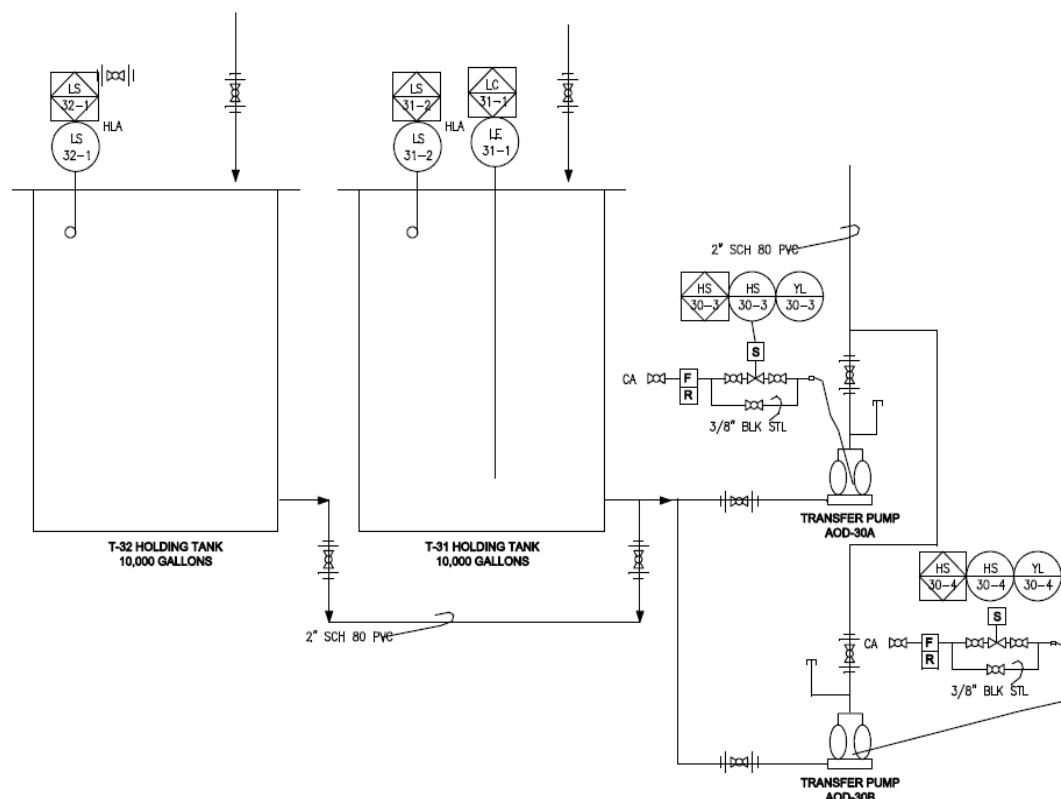 LS
32-1
LS
32-1
HLA
LS
31-2
LS
31-2
HLA
LC
31-1
LE
31-1
2" SCH 80 PVC
HS
30-3
HS
30-3
YL
30-3
S
CA
F
R
3/8" BLK STL
TRANSFER PUMP
AOD-30A
T-32 HOLDING TANK
10,000 GALLONS
T-31 HOLDING TANK
10,000 GALLONS
2" SCH 80 PVC
HS
30-4
HS
30-4
YL
30-4
S
CA
F
R
3/8" BLK STL
TRANSFER PUMP
AOD-30B